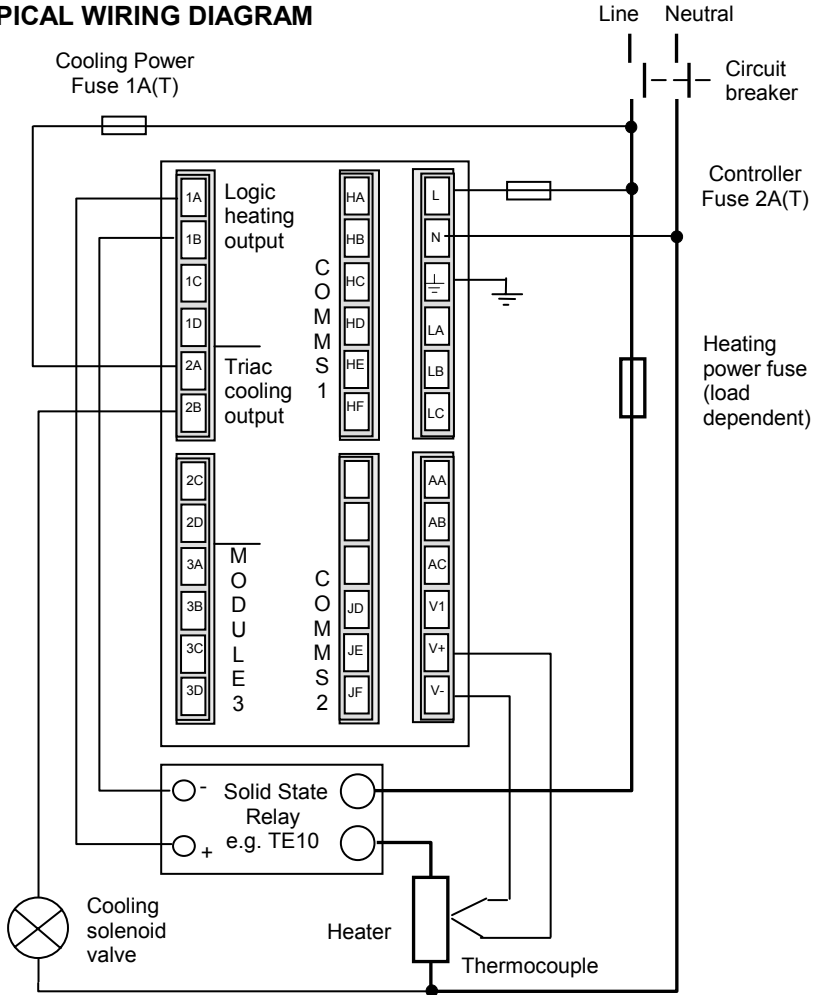 PICAL WIRING DIAGRAM
Line Neutral
Cooling Power
Fuse 1A(T)
Circuit
breaker
Controller
Fuse 2A(T)
1A
1B
1C
1D
2A
2B
Logic
heating
output
Triac
cooling
output
HA
HB
HC
HD
HE
HF
COMMS 1
L
N
LA
LB
LC
Heating
power fuse
(load
dependent)
2C
2D
3A
3B
3C
3D
MODULE 3
JD
JE
JF
COMMS 2
AA
AB
AC
V1
V+
V-
-
+
Solid State
Relay
e.g. TE10
Cooling
solenoid
valve
Heater
Thermocouple